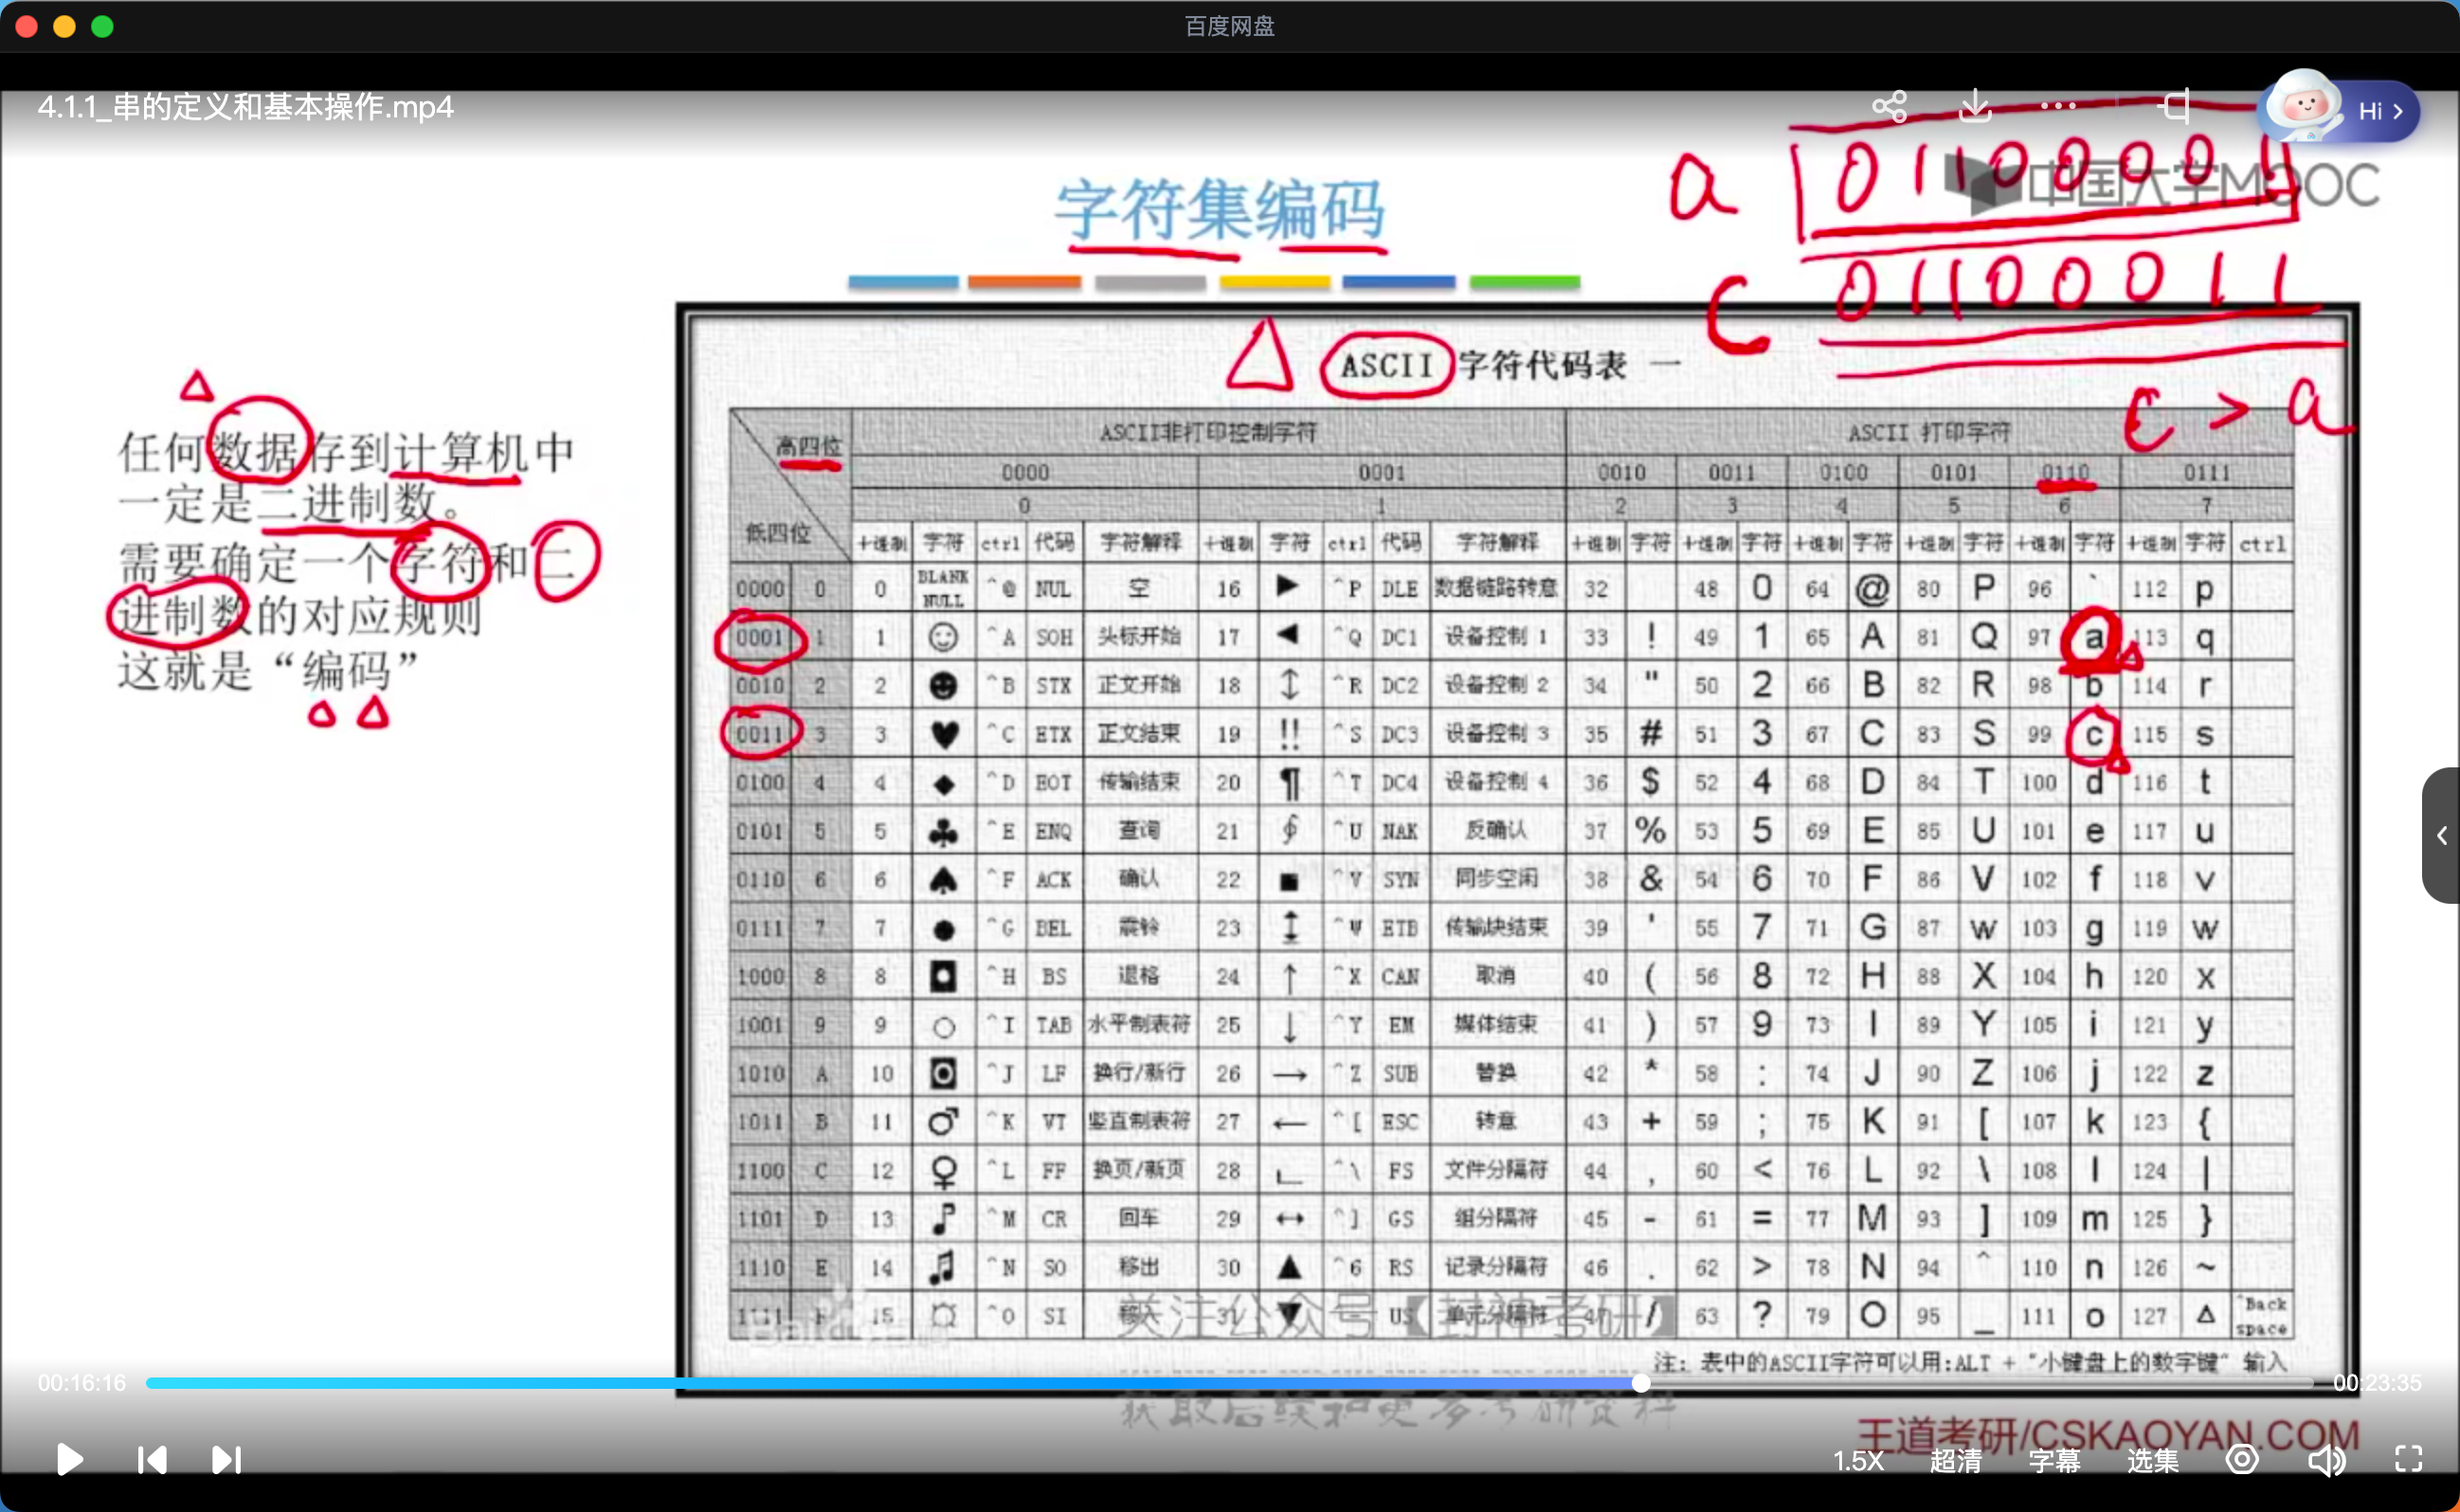 百度网盘
4.1.1_串的定义和基本操作.mp4
Hi
a 01100001
中国大学MOOC
字符集编码
c 01100011
ASCII 字符代码表 一
c > a
任何数据存到计算机中
一定是二进制数。
需要确定一个字符和二
进制数的对应规则
这就是“编码”
高四位 ASCII非打印控制字符 ASCII 打印字符
0000 0001 0010 0011 0100 0101 0110 0111
0 1 2 3 4 5 6 7
低四位 十进制 字符 ctrl 代码 字符解释 十进制 字符 ctrl 代码 字符解释 十进制 字符 十进制 字符 十进制 字符 十进制 字符 十进制 字符 十进制 字符 ctrl
0000 0 0 BLANK NULL ^@ NUL 空 16 ► ^P DLE 数据链路转意 32 48 0 64 @ 80 P 96 ` 112 p
0001 1 1 ☺ ^A SOH 头标开始 17 ◄ ^Q DC1 设备控制 1 33 ! 49 1 65 A 81 Q 97 a 113 q
0010 2 2 ☻ ^B STX 正文开始 18 ↕ ^R DC2 设备控制 2 34 " 50 2 66 B 82 R 98 b 114 r
0011 3 3 ♥ ^C ETX 正文结束 19 !! ^S DC3 设备控制 3 35 # 51 3 67 C 83 S 99 c 115 s
0100 4 4 ♦ ^D EOT 传输结束 20 ¶ ^T DC4 设备控制 4 36 $ 52 4 68 D 84 T 100 d 116 t
0101 5 5 ♣ ^E ENQ 查询 21 ∮ ^U NAK 反确认 37 % 53 5 69 E 85 U 101 e 117 u
0110 6 6 ♠ ^F ACK 确认 22 ■ ^V SYN 同步空闲 38 & 54 6 70 F 86 V 102 f 118 v
0111 7 7 ● ^G BEL 震铃 23 ↨ ^W ETB 传输块结束 39 ' 55 7 71 G 87 w 103 g 119 w
1000 8 8 ◘ ^H BS 退格 24 ↑ ^X CAN 取消 40 ( 56 8 72 H 88 X 104 h 120 x
1001 9 9 ○ ^I TAB 水平制表符 25 ↓ ^Y EM 媒体结束 41 ) 57 9 73 I 89 Y 105 i 121 y
1010 A 10 ◙ ^J LF 换行/新行 26 → ^Z SUB 替换 42 * 58 : 74 J 90 Z 106 j 122 z
1011 B 11 ♂ ^K VT 竖直制表符 27 ← ^[ ESC 转意 43 + 59 ; 75 K 91 [ 107 k 123 {
1100 C 12 ♀ ^L FF 换页/新页 28 ∟ ^\ FS 文件分隔符 44 , 60 < 76 L 92 \ 108 l 124 |
1101 D 13 ♪ ^M CR 回车 29 ↔ ^] GS 组分隔符 45 - 61 = 77 M 93 ] 109 m 125 }
1110 E 14 ♫ ^N SO 移出 30 ▲ ^6 RS 记录分隔符 46 . 62 > 78 N 94 ^ 110 n 126 ~
1111 F 15 ☼ ^O SI 移入 31 ▼ US 单元分隔符 47 / 63 ? 79 O 95 _ 111 o 127 Δ ^Back space
关注公众号【封神考研】
注：表中的ASCII字符可以用:ALT + "小键盘上的数字键" 输入
00:16:16 00:23:35
获取后续和更多考研资料
王道考研/CSKAOYAN.COM
1.5X 超清 字幕 选集